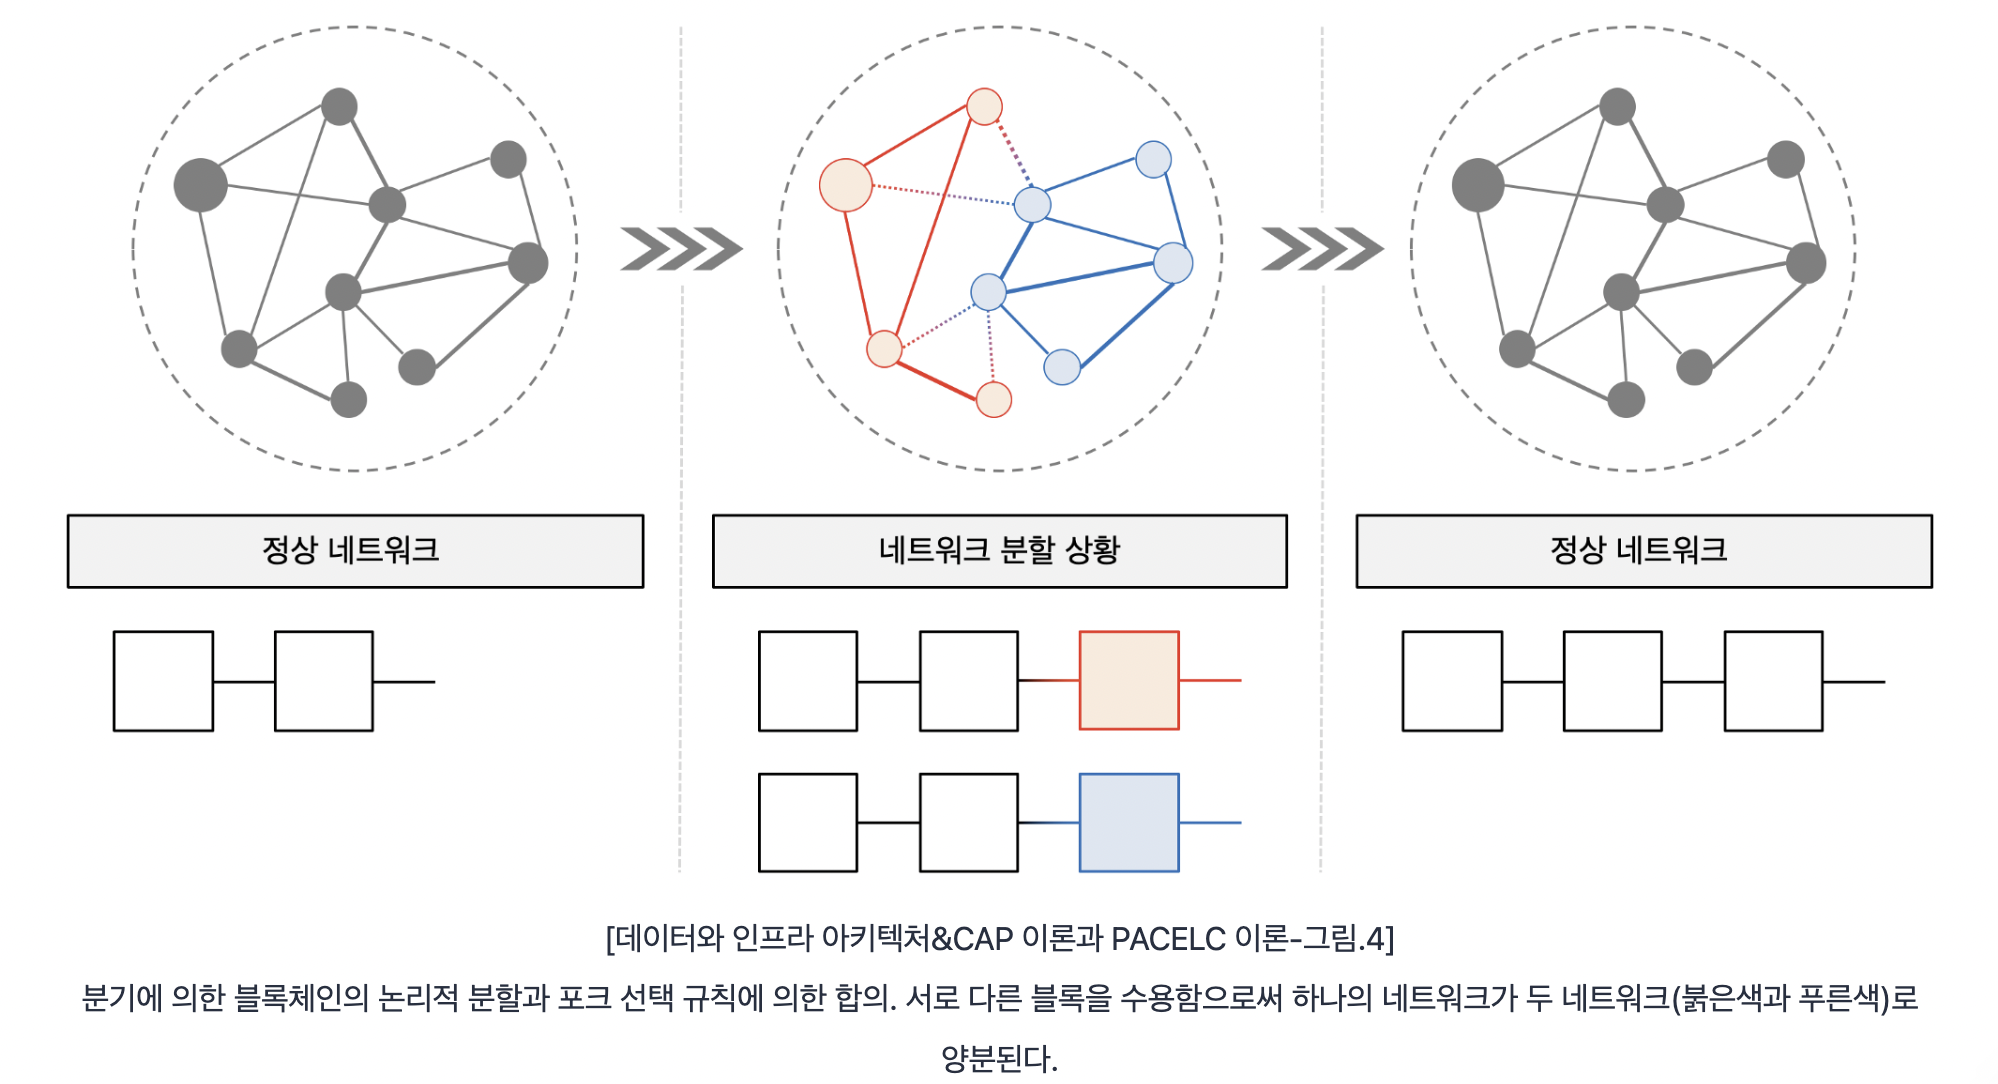 정상 네트워크
네트워크 분할 상황
정상 네트워크
[데이터와 인프라 아키텍처&CAP 이론과 PACELC 이론-그림.4]
분기에 의한 블록체인의 논리적 분할과 포크 선택 규칙에 의한 합의. 서로 다른 블록을 수용함으로써 하나의 네트워크가 두 네트워크(붉은색과 푸른색)로
양분된다.